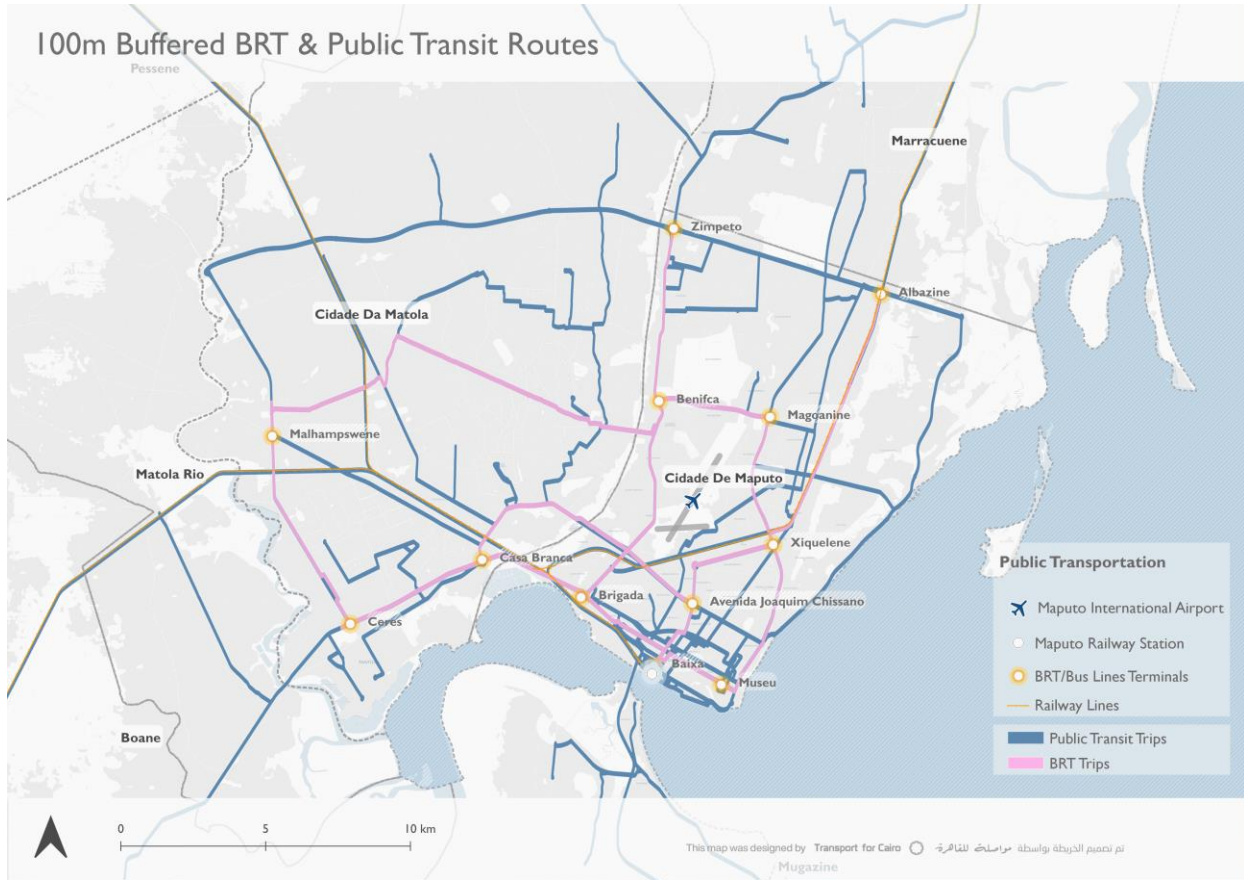 100m Buffered BRT & Public Transit Routes
Pessene
Marracuene
Zimpeto
Albazine
Cidade Da Matola
Benifca
Magoanine
Malhampswene
Matola Rio
Cidade De Maputo
Casa Branca
Xiquelene
Brigada
Avenida Joaquim Chissano
Ceres
Baixa
Museu
Boane
Public Transportation
Maputo International Airport
Maputo Railway Station
BRT/Bus Lines Terminals
Railway Lines
Public Transit Trips
BRT Trips
0 5 10 km
This map was designed by Transport for Cairo مواصلة للقاهرة تم تصميم الخريطة بواسطة
Mugazine